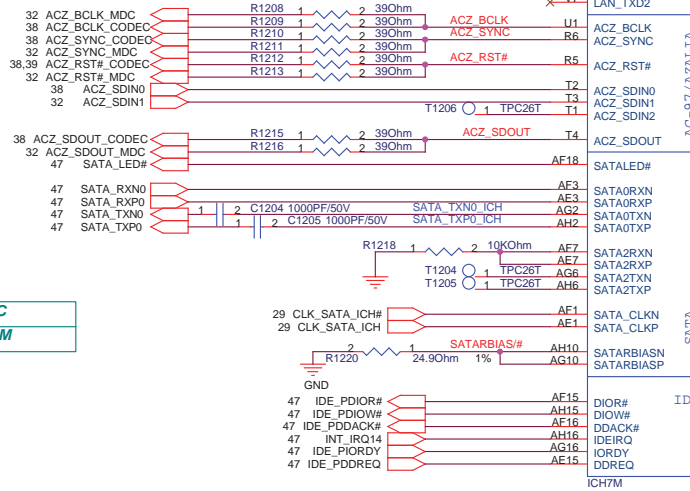 LAN_TXD2
32 ACZ_BCLK_MDC R1208 1 2 39Ohm
38 ACZ_BCLK_CODEC R1209 1 2 39Ohm ACZ_BCLK U1 ACZ_BCLK
38 ACZ_SYNC_CODEC R1210 1 2 39Ohm ACZ_SYNC R6 ACZ_SYNC
32 ACZ_SYNC_MDC R1211 1 2 39Ohm
38,39 ACZ_RST#_CODEC R1212 1 2 39Ohm ACZ_RST# R5 ACZ_RST#
32 ACZ_RST#_MDC R1213 1 2 39Ohm
38 ACZ_SDIN0 T2 ACZ_SDIN0
32 ACZ_SDIN1 T3 ACZ_SDIN1
T1206 1 TPC26T T1 ACZ_SDIN2
38 ACZ_SDOUT_CODEC R1215 1 2 39Ohm ACZ_SDOUT T4 ACZ_SDOUT
32 ACZ_SDOUT_MDC R1216 1 2 39Ohm
47 SATA_LED# AF18 SATALED#
47 SATA_RXN0 AF3 SATA0RXN
47 SATA_RXP0 AE3 SATA0RXP
47 SATA_TXN0 1 2 C1204 1000PF/50V SATA_TXN0_ICH AG2 SATA0TXN
47 SATA_TXP0 1 2 C1205 1000PF/50V SATA_TXP0_ICH AH2 SATA0TXP
R1218 1 2 10KOhm AF7 SATA2RXN
AE7 SATA2RXP
T1204 1 TPC26T AG6 SATA2TXN
T1205 1 TPC26T AH6 SATA2TXP
C
M
29 CLK_SATA_ICH# AF1 SATA_CLKN
29 CLK_SATA_ICH AE1 SATA_CLKP
SATA
R1220 2 1 24.9Ohm 1% SATARBIAS/# AH10 SATARBIASN
AG10 SATARBIASP
GND
47 IDE_PDIOR# AF15 DIOR# ID
47 IDE_PDIOW# AH15 DIOW#
47 IDE_PDDACK# AF16 DDACK#
47 INT_IRQ14 AH16 IDEIRQ
47 IDE_PIORDY AG16 IORDY
47 IDE_PDDREQ AE15 DDREQ
ICH7M